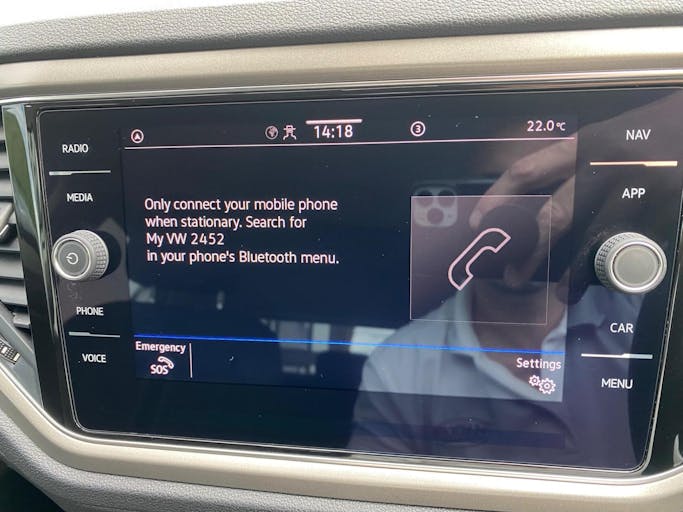 RADIO
MEDIA
PHONE
VOICE
14:18
3
22.0°C
Only connect your mobile phone
when stationary. Search for
My VW 2452
in your phone's Bluetooth menu.
Emergency
SOS
Settings
NAV
APP
CAR
MENU